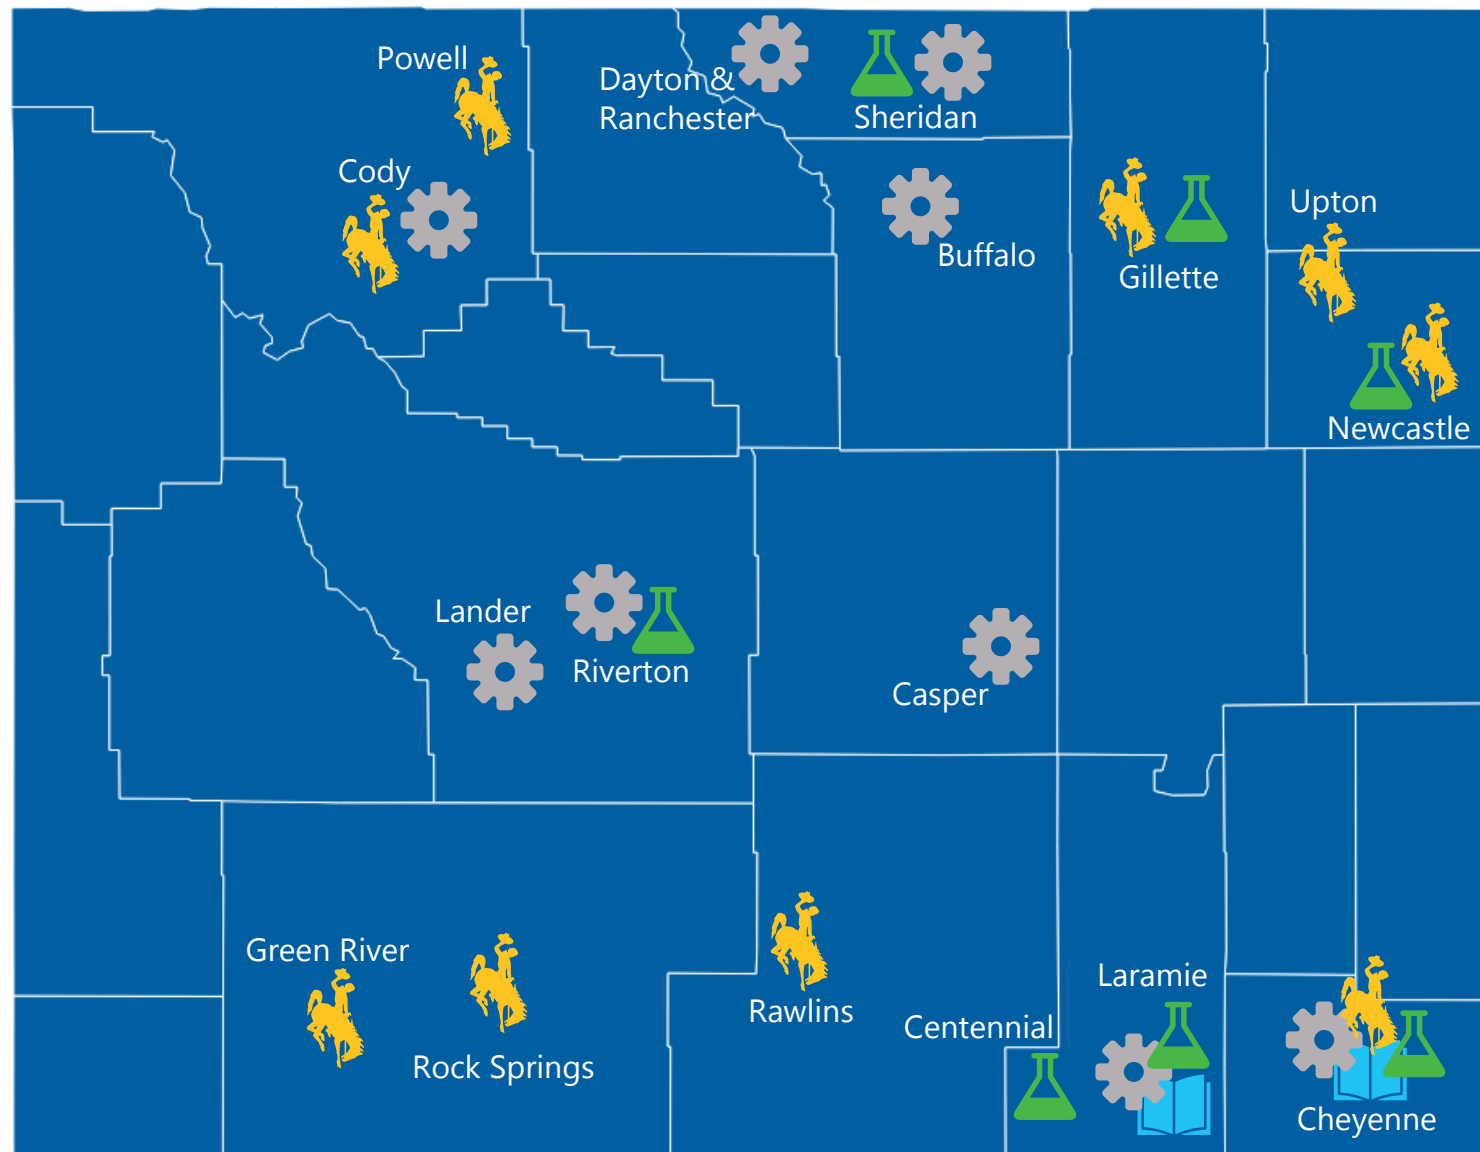 Powell
Dayton &
Ranchester
Sheridan
Cody
Upton
Buffalo
Gillette
Newcastle
Lander
Riverton
Casper
Green River
Rock Springs
Rawlins
Laramie
Centennial
Cheyenne